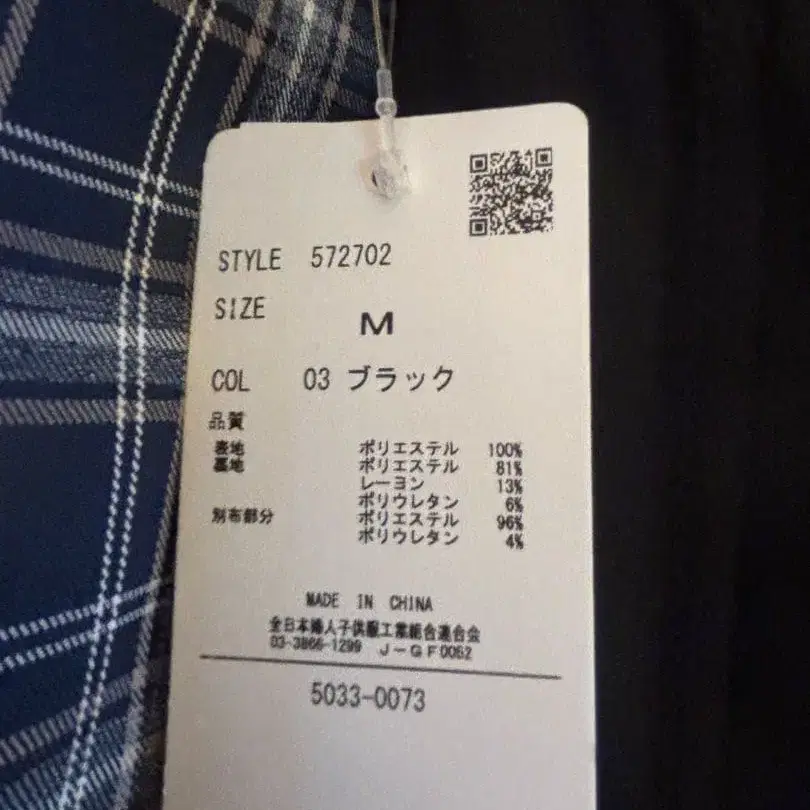 STYLE 572702
SIZE M
COL 03 ブラック
品質
表地 ポリエステル 100%
裏地 ポリエステル 81%
レーヨン 13%
ポリウレタン 6%
別布部分 ポリエステル 96%
ポリウレタン 4%
MADE IN CHINA
全日本婦人子供服工業組合連合会
03-3866-1299 J-GF0052
5033-0073